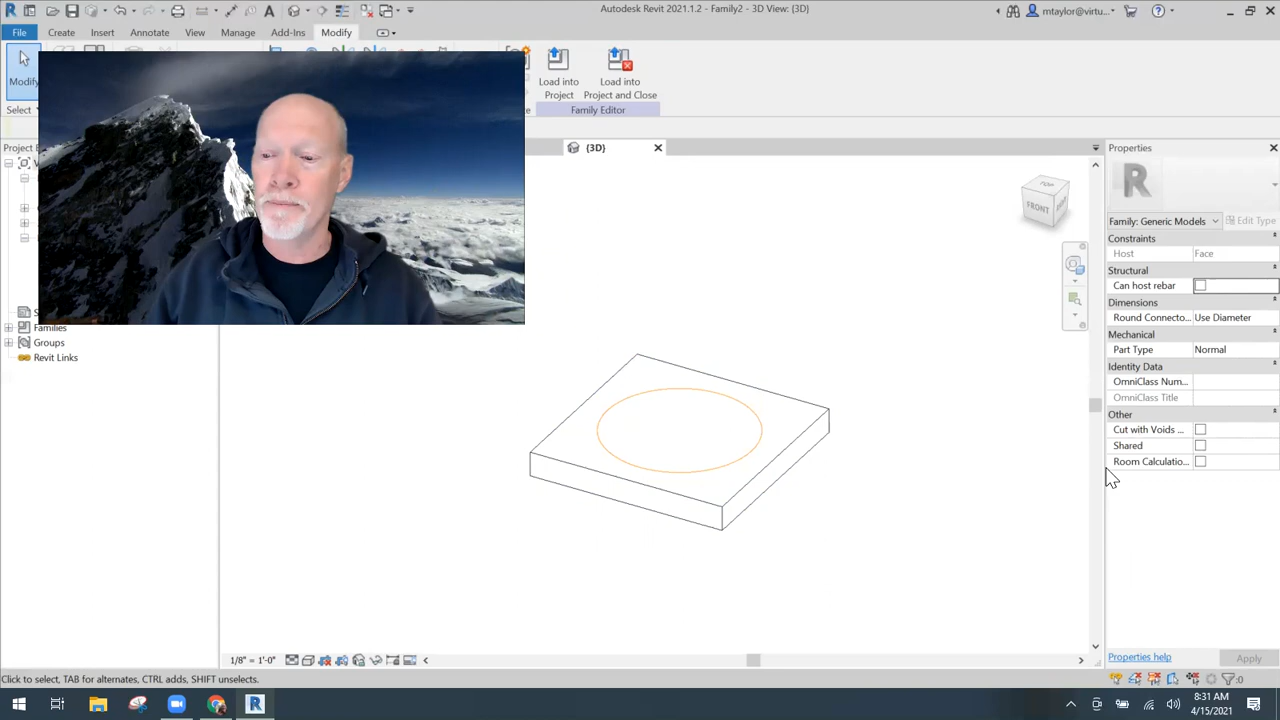 Autodesk Revit 2021.1.2 - Family2 - 3D View: {3D}
mtaylor@virtu...
File Create Insert Annotate View Manage Add-Ins Modify
Modify
Load into Project
Load into Project and Close
Select
Family Editor
{3D}
Properties
TOP
FRONT
Family: Generic Models
Edit Type
Constraints
Host Face
Structural
Can host rebar
Dimensions
Round Connecto... Use Diameter
Mechanical
Part Type Normal
Identity Data
OmniClass Num...
OmniClass Title
Other
Cut with Voids ...
Shared
Room Calculatio...
Families
Groups
Revit Links
1/8" = 1'-0"
Properties help
Apply
Click to select, TAB for alternates, CTRL adds, SHIFT unselects.
:0
8:31 AM
4/15/2021